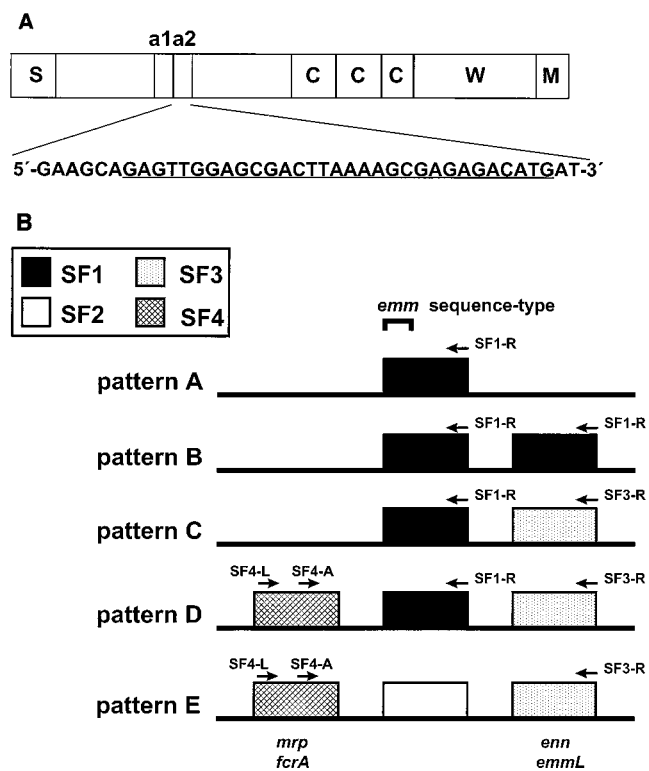 A
a1a2
S C C C W M
5´-GAAGCAGAGTTGGAGCGACTTAAAAGCGAGAGACATGAT-3´
B
SF1 SF3
SF2 SF4
emm sequence-type
SF1-R
pattern A
SF1-R SF1-R
pattern B
SF1-R SF3-R
pattern C
SF4-L SF4-A SF1-R SF3-R
pattern D
SF4-L SF4-A SF3-R
pattern E
mrp enn
fcrA emmL